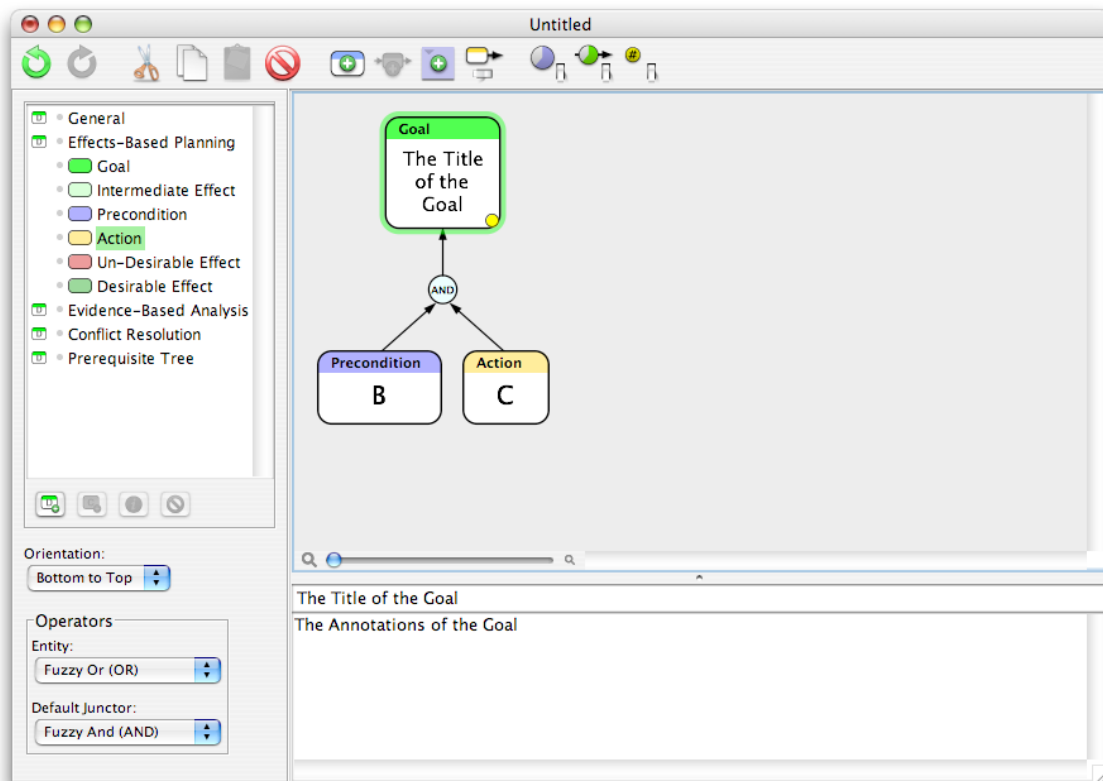 Untitled
#
General
Effects-Based Planning
Goal
Intermediate Effect
Precondition
Action
Un-Desirable Effect
Desirable Effect
Evidence-Based Analysis
Conflict Resolution
Prerequisite Tree
Orientation:
Bottom to Top
Operators
Entity:
Fuzzy Or (OR)
Default Junctor:
Fuzzy And (AND)
Goal
The Title
of the
Goal
AND
Precondition
B
Action
C
The Title of the Goal
The Annotations of the Goal